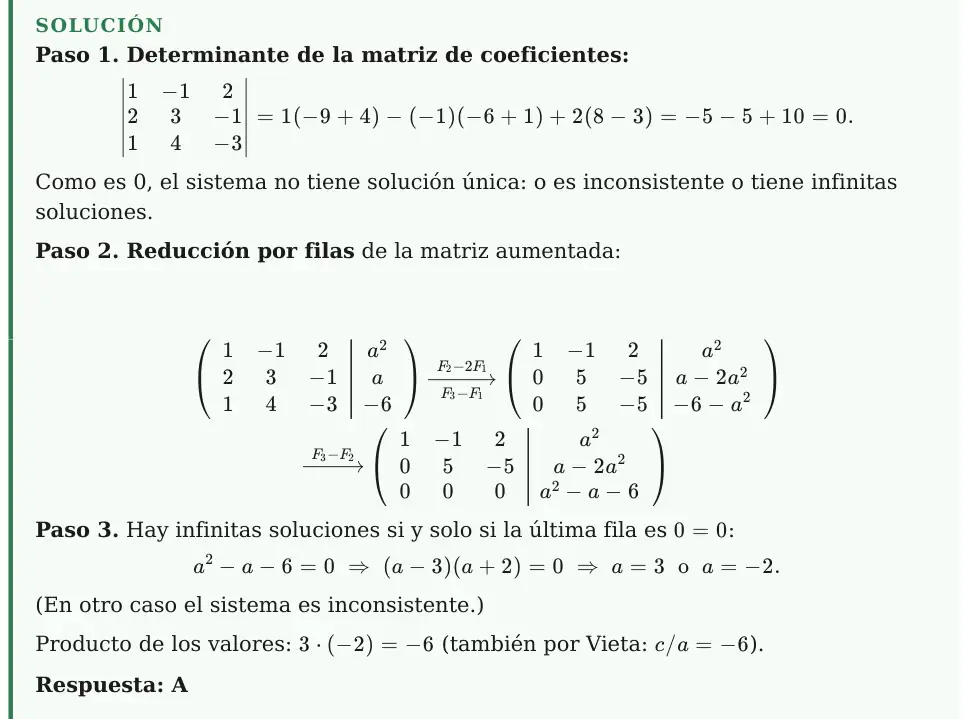 SOLUCIÓN
Paso 1. Determinante de la matriz de coeficientes:
|1 −1 2|
|2 3 −1| = 1(−9 + 4) − (−1)(−6 + 1) + 2(8 − 3) = −5 − 5 + 10 = 0.
|1 4 −3|
Como es 0, el sistema no tiene solución única: o es inconsistente o tiene infinitas
soluciones.
Paso 2. Reducción por filas de la matriz aumentada:
( 1 −1 2 | a² ) F₂−2F₁ ( 1 −1 2 | a² )
( 2 3 −1 | a ) ⟶ ( 0 5 −5 | a − 2a² )
( 1 4 −3 | −6 ) F₃−F₁ ( 0 5 −5 | −6 − a² )
F₃−F₂ ( 1 −1 2 | a² )
⟶ ( 0 5 −5 | a − 2a² )
( 0 0 0 | a² − a − 6 )
Paso 3. Hay infinitas soluciones si y solo si la última fila es 0 = 0:
a² − a − 6 = 0 ⇒ (a − 3)(a + 2) = 0 ⇒ a = 3 o a = −2.
(En otro caso el sistema es inconsistente.)
Producto de los valores: 3 · (−2) = −6 (también por Vieta: c/a = −6).
Respuesta: A